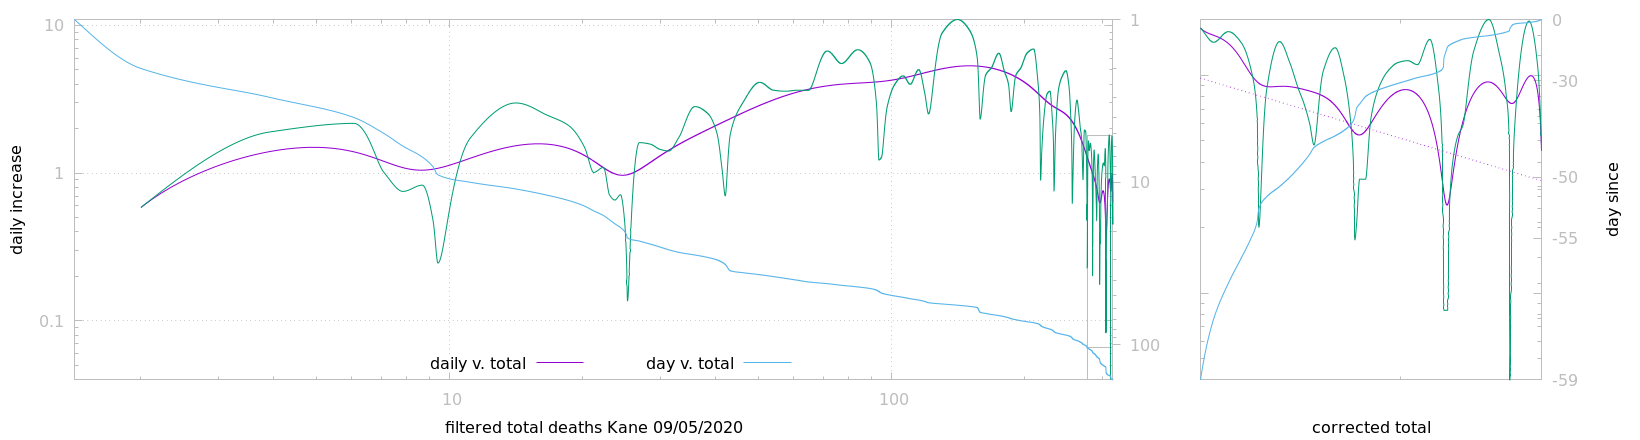 10
1
0.1
daily increase
daily v. total
day v. total
10
100
filtered total deaths Kane 09/05/2020
1
10
100
0
-30
-50
-55
-59
day since
corrected total